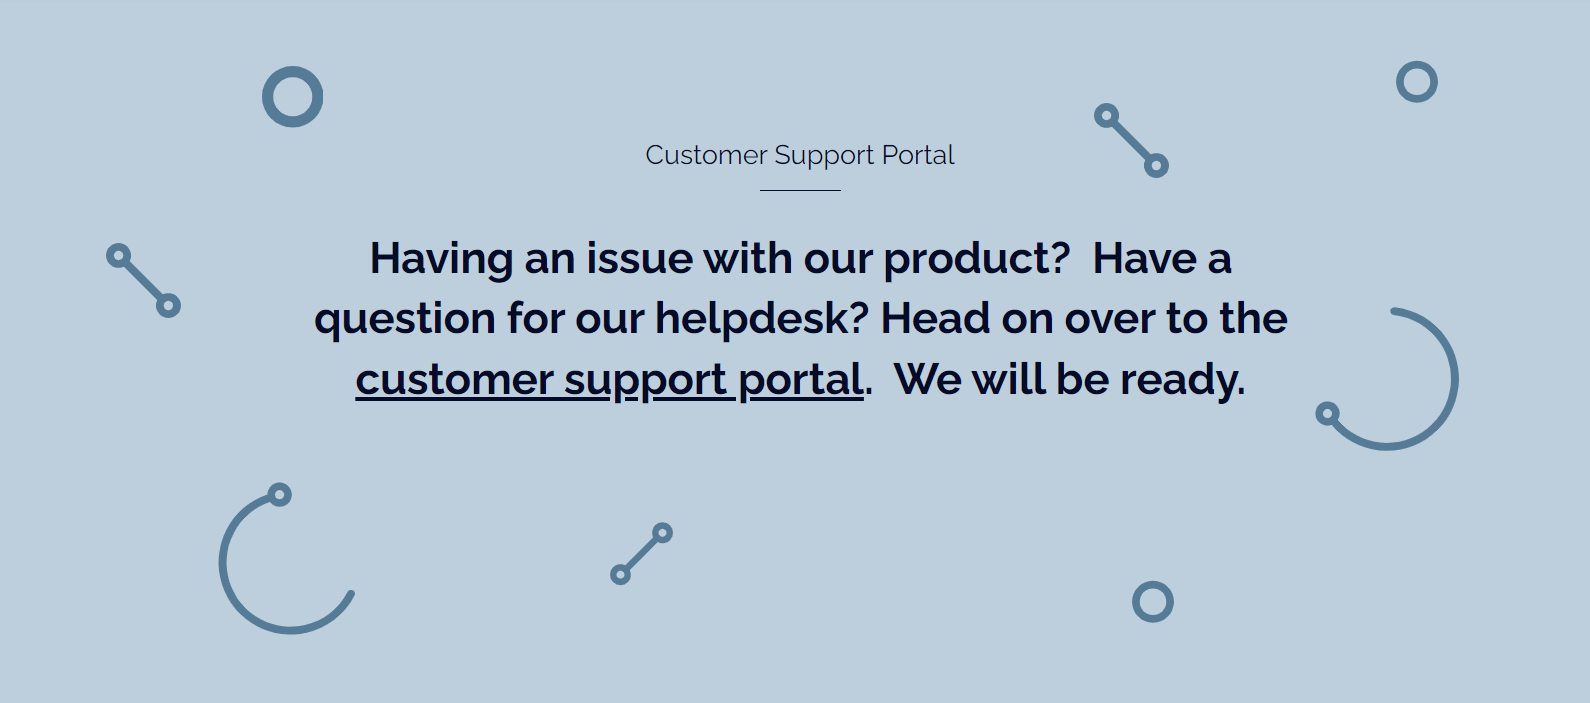 Customer Support Portal
Having an issue with our product?  Have a
question for our helpdesk? Head on over to the
customer support portal.  We will be ready.